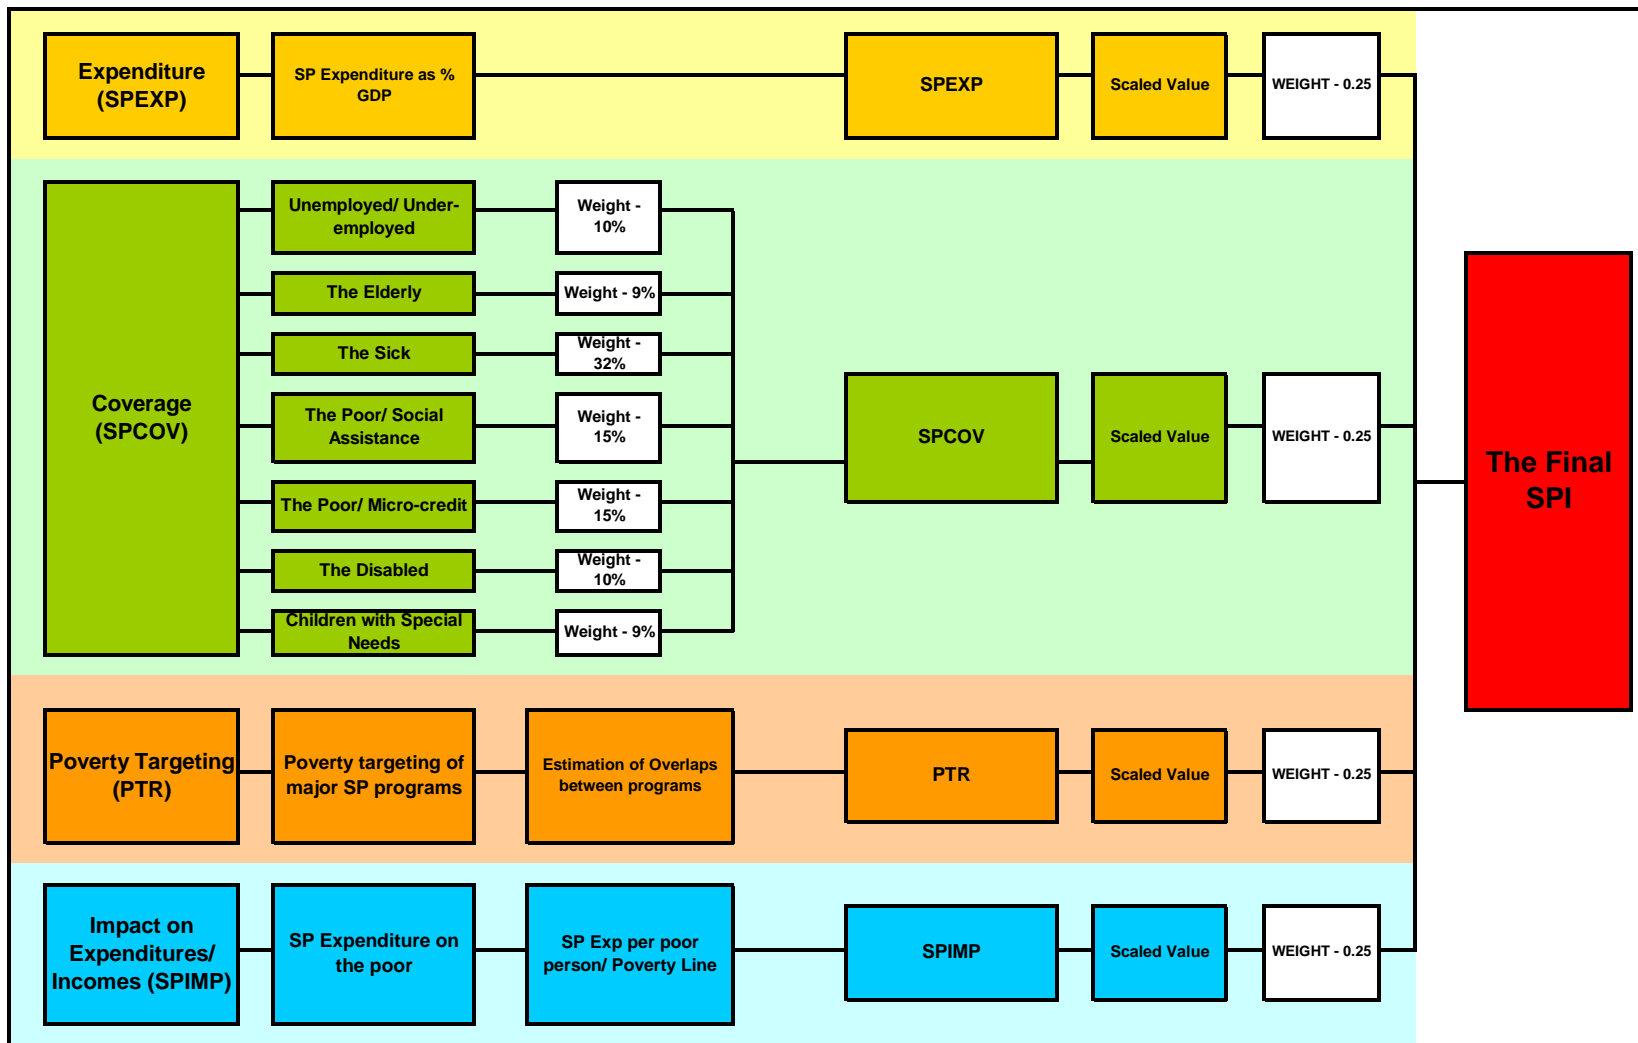 Expenditure
(SPEXP)
SP Expenditure as %
GDP
SPEXP
Scaled Value
WEIGHT - 0.25
Coverage
(SPCOV)
Unemployed/ Under-
employed
Weight -
10%
The Elderly
Weight - 9%
The Sick
Weight -
32%
The Poor/ Social
Assistance
Weight -
15%
The Poor/ Micro-credit
Weight -
15%
The Disabled
Weight -
10%
Children with Special
Needs
Weight - 9%
SPCOV
Scaled Value
WEIGHT - 0.25
Poverty Targeting
(PTR)
Poverty targeting of
major SP programs
Estimation of Overlaps
between programs
PTR
Scaled Value
WEIGHT - 0.25
Impact on
Expenditures/
Incomes (SPIMP)
SP Expenditure on
the poor
SP Exp per poor
person/ Poverty Line
SPIMP
Scaled Value
WEIGHT - 0.25
The Final
SPI